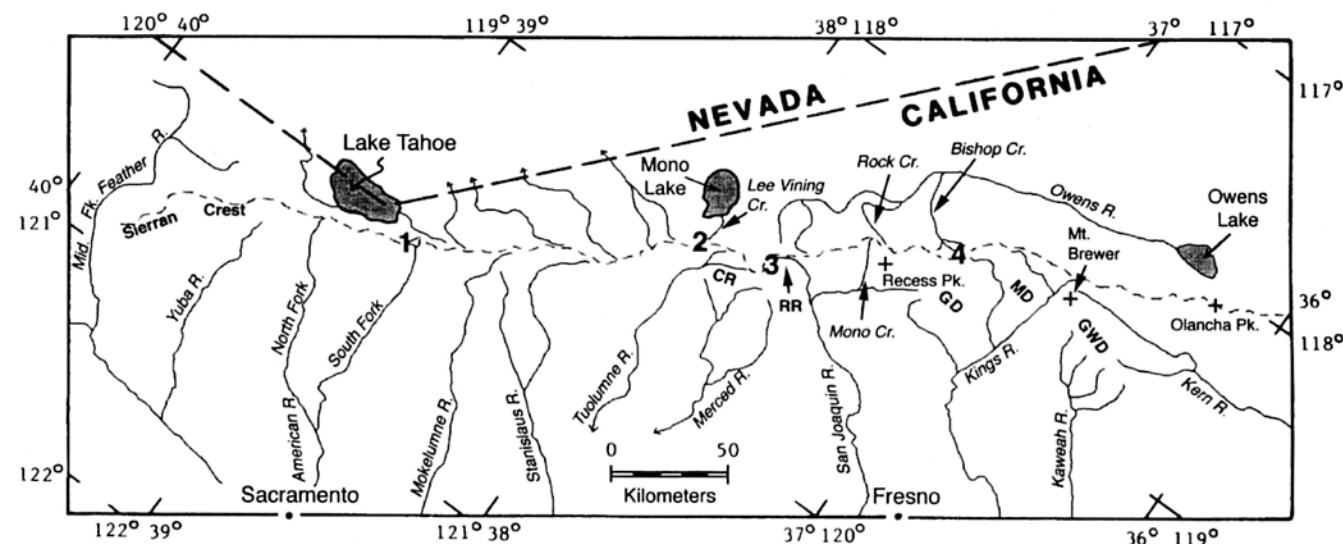 120° 40°
119° 39°
38° 118°
37° 117°
117°
NEVADA
CALIFORNIA
Lake Tahoe
Mono
Lake
Lee Vining
Cr.
Rock Cr.
Bishop Cr.
Owens R.
Owens
Lake
Mt.
Brewer
40°
121°
Mid. Fk. Feather R.
Sierran Crest
1
2
3
4
CR
RR
Recess Pk.
Mono Cr.
GD
MD
GWD
Olancha Pk.
36°
118°
Yuba R.
North Fork
South Fork
American R.
Mokelumne R.
Stanislaus R.
Tuolumne R.
Merced R.
San Joaquin R.
Kings R.
Kaweah R.
Kern R.
0 50
Kilometers
122°
Sacramento
Fresno
122° 39°
121° 38°
37° 120°
36° 119°